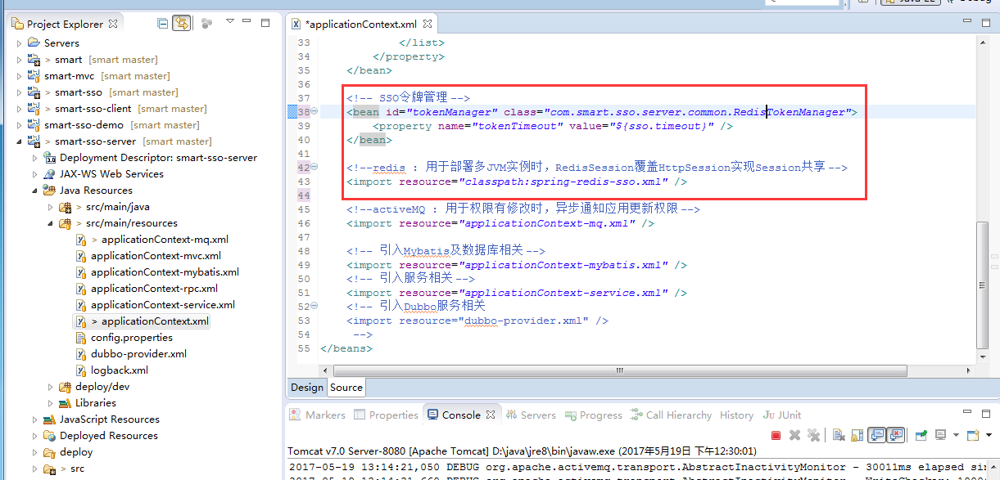 Java EE
Debug
Project Explorer
Servers
> smart [smart master]
smart-mvc [smart master]
> smart-sso [smart master]
> smart-sso-client [smart master]
smart-sso-demo [smart master]
> smart-sso-server [smart master]
Deployment Descriptor: smart-sso-server
JAX-WS Web Services
Java Resources
> src/main/java
> src/main/resources
> applicationContext-mq.xml
applicationContext-mvc.xml
applicationContext-mybatis.xml
applicationContext-rpc.xml
applicationContext-service.xml
> applicationContext.xml
config.properties
dubbo-provider.xml
logback.xml
deploy/dev
Libraries
JavaScript Resources
Deployed Resources
deploy
> src
*applicationContext.xml
33 </list>
34 </property>
35 </bean>
36
37 <!-- SSO令牌管理 -->
38 <bean id="tokenManager" class="com.smart.sso.server.common.RedisTokenManager">
39 <property name="tokenTimeout" value="${sso.timeout}" />
40 </bean>
41
42 <!--redis : 用于部署多JVM实例时，RedisSession覆盖HttpSession实现Session共享 -->
43 <import resource="classpath:spring-redis-sso.xml" />
44
45 <!--activeMQ : 用于权限有修改时，异步通知应用更新权限 -->
46 <import resource="applicationContext-mq.xml" />
47
48 <!-- 引入Mybatis及数据库相关 -->
49 <import resource="applicationContext-mybatis.xml" />
50 <!-- 引入服务相关 -->
51 <import resource="applicationContext-service.xml" />
52 <!-- 引入Dubbo服务相关
53 <import resource="dubbo-provider.xml" />
54 -->
55 </beans>
Design Source
Markers Properties Console Servers Progress Call Hierarchy History Ju JUnit
Tomcat v7.0 Server-8080 [Apache Tomcat] D:\java\jre8\bin\javaw.exe (2017年5月19日 下午12:30:01)
2017-05-19 13:14:21,050 DEBUG org.apache.activemq.transport.AbstractInactivityMonitor - 30011ms elapsed sin